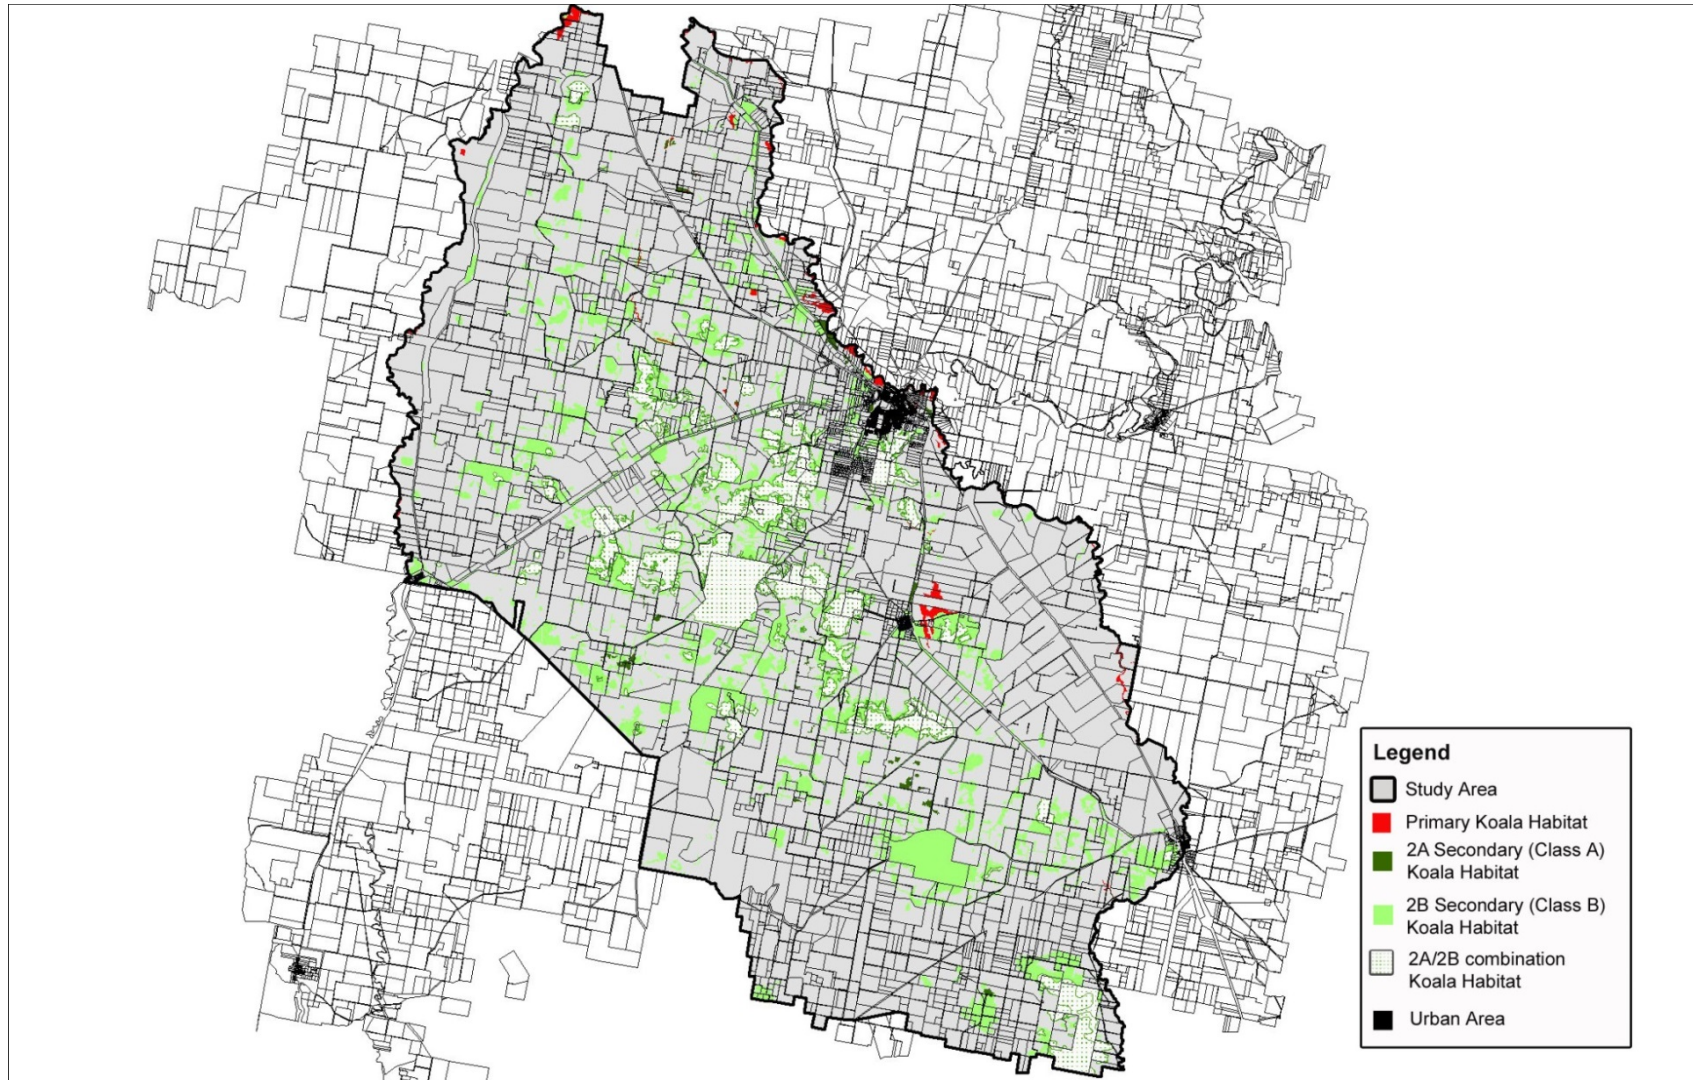 Legend
Study Area
Primary Koala Habitat
2A Secondary (Class A)
Koala Habitat
2B Secondary (Class B)
Koala Habitat
2A/2B combination
Koala Habitat
Urban Area